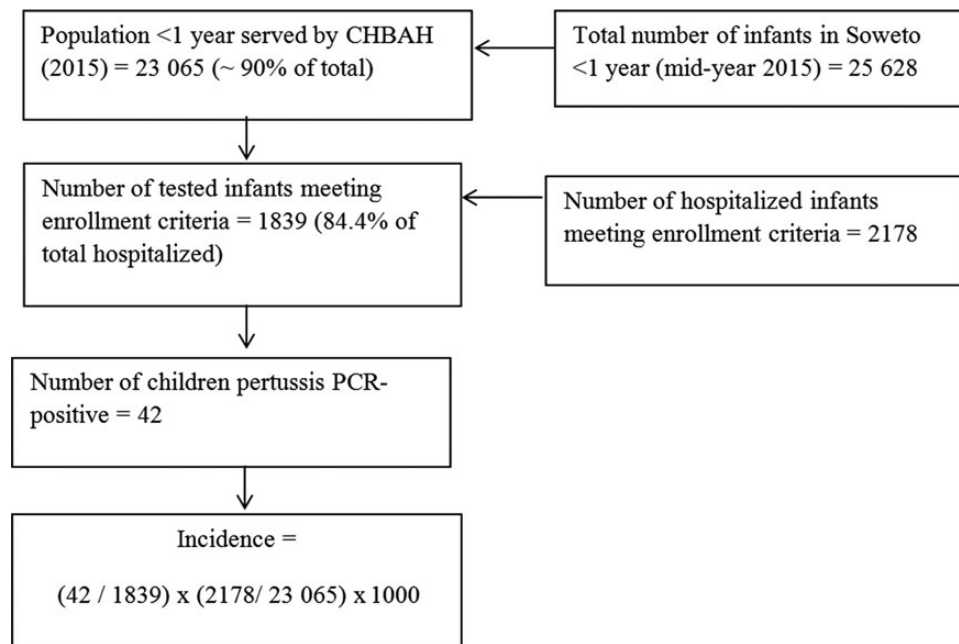 Population <1 year served by CHBAH
(2015) = 23 065 (~ 90% of total)
Total number of infants in Soweto
<1 year (mid-year 2015) = 25 628
Number of tested infants meeting
enrollment criteria = 1839 (84.4% of
total hospitalized)
Number of hospitalized infants
meeting enrollment criteria = 2178
Number of children pertussis PCR-
positive = 42
Incidence =
(42 / 1839) x (2178/ 23 065) x 1000